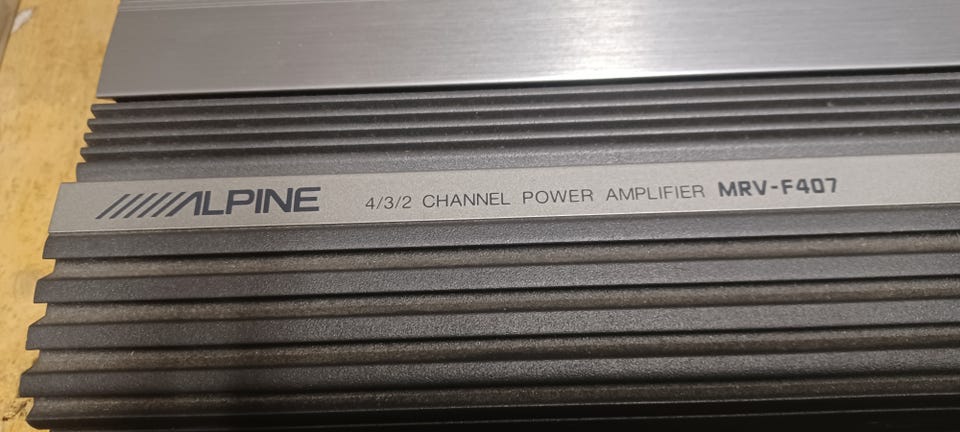 ALPINE 4/3/2 CHANNEL POWER AMPLIFIER MRV-F407